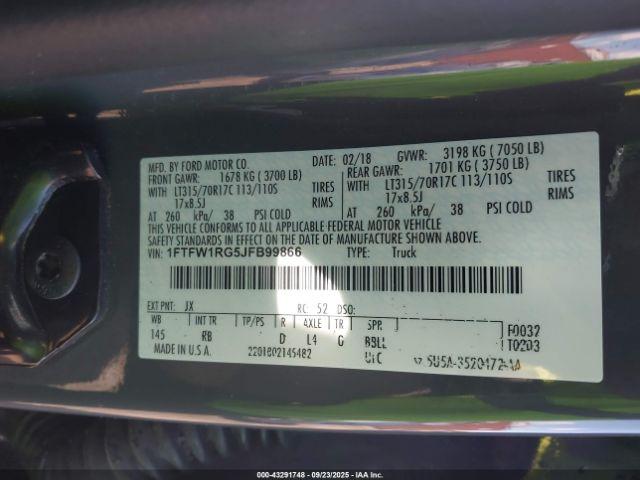 MFD. BY FORD MOTOR CO. DATE: 02/18 GVWR: 3198 KG ( 7050 LB)
FRONT GAWR: 1678 KG ( 3700 LB) REAR GAWR: 1701 KG ( 3750 LB)
WITH LT315/70R17C 113/110S TIRES WITH LT315/70R17C 113/110S TIRES
17x8.5J RIMS 17x8.5J RIMS
AT 260 kPa/ 38 PSI COLD AT 260 kPa/ 38 PSI COLD
THIS VEHICLE CONFORMS TO ALL APPLICABLE FEDERAL MOTOR VEHICLE
SAFETY STANDARDS IN EFFECT ON THE DATE OF MANUFACTURE SHOWN ABOVE.
VIN: 1FTFW1RG5JFB99866 TYPE: Truck
EXT PNT: JX RC: 52 DSO:
WB INT TR TP/PS R AXLE TR SPR F0032
145 RB D L4 G BBLL T0203
MADE IN U.S.A. 2201802145482 UTC
000-43291748 - 09/23/2025 - IAAI Inc.